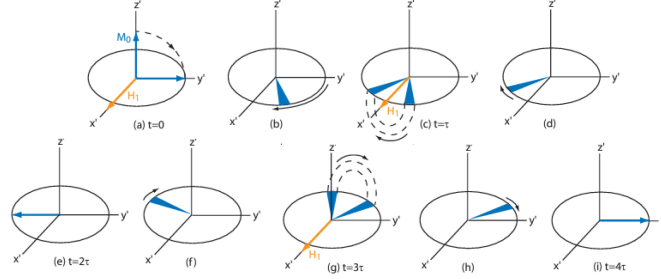 z' z' z' z'
M₀
y' y' y' y'
H₁ H₁
x' x' x' x'
(a) t=0 (b) (c) t=τ (d)
z' z' z' z' z'
y' y' y' y' y'
x' x' x' x'
H₁
(e) t=2τ (f) (g) t=3τ (h) (i) t=4τ